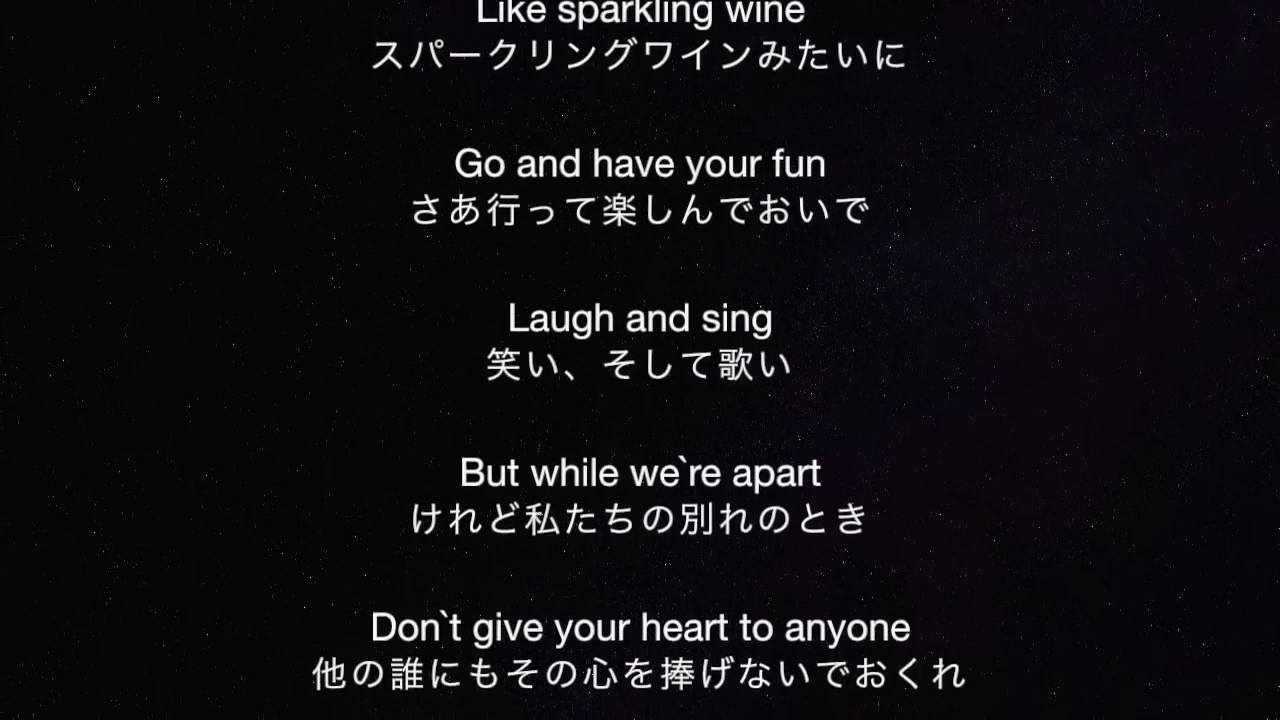 Like sparkling wine
スパークリングワインみたいに
Go and have your fun
さあ行って楽しんでおいで
Laugh and sing
笑い、そして歌い
But while we`re apart
けれど私たちの別れのとき
Don`t give your heart to anyone
他の誰にもその心を捧げないでおくれ